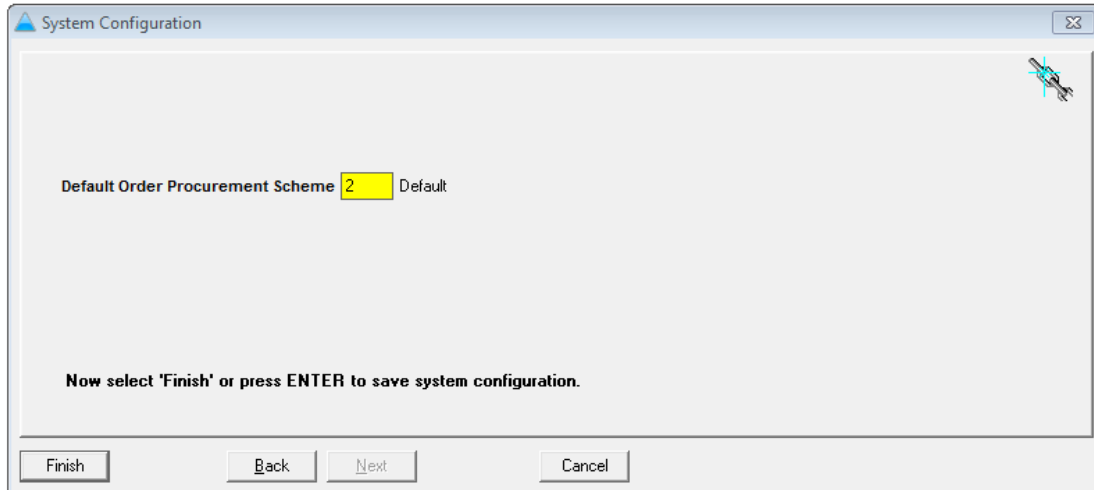 System Configuration
Default Order Procurement Scheme 2 Default
Now select 'Finish' or press ENTER to save system configuration.
Finish Back Next Cancel